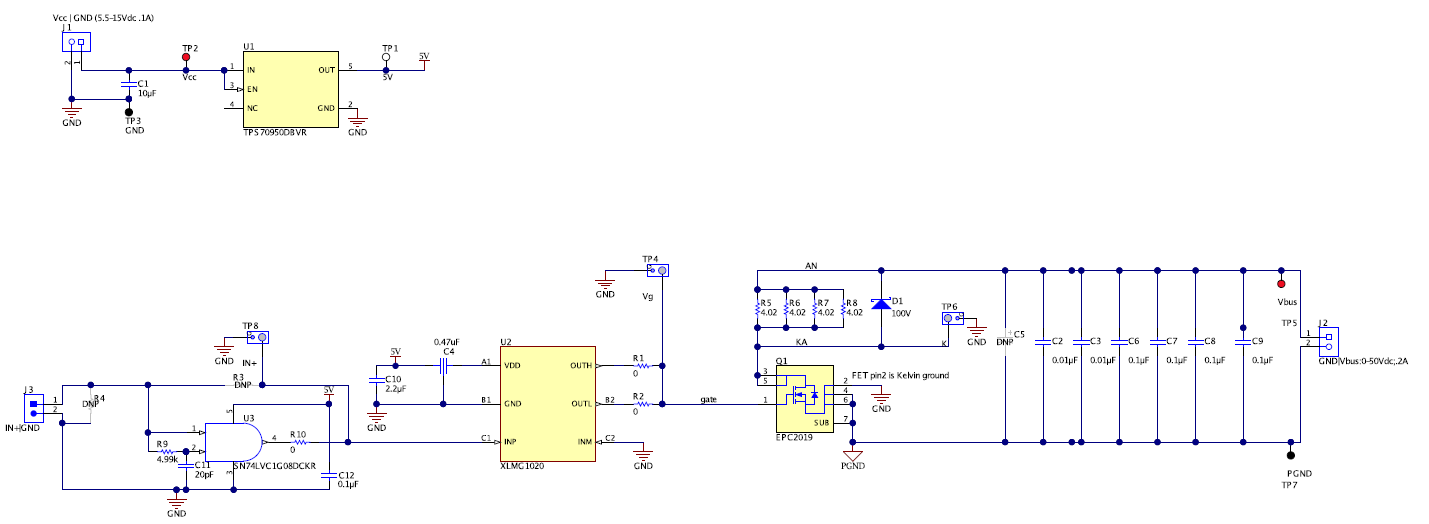 Vcc | GND (5.5-15Vdc .1A)
J1
2
1
C1
10µF
GND
TP3
GND
TP2
Vcc
U1
1
IN
3
EN
4
NC
OUT
5
GND
2
TPS70950DBVR
GND
TP1
5V
5V
J3
1
2
IN+|GND
DNP
R4
R3
DNP
GND
TP8
IN+
5V
R9
4.99k
1
2
U3
5
4
3
SN74LVC1G08DCKR
R10
0
C11
20pF
C12
0.1µF
GND
5V
C10
2.2µF
GND
0.47uF
C4
U2
A1
VDD
B1
GND
C1
INP
OUTH
OUTL
B2
INM
C2
XLMG1020
GND
R1
0
R2
0
GND
TP4
Vg
gate
AN
R5
4.02
R6
4.02
R7
4.02
R8
4.02
D1
100V
KA
K
TP6
GND
Q1
3
5
1
2
4
6
7
SUB
EPC2019
FET pin2 is Kelvin ground
GND
PGND
DNP
C5
C2
0.01µF
C3
0.01µF
C6
0.1µF
C7
0.1µF
C8
0.1µF
C9
0.1µF
Vbus
TP5
J2
1
2
GND|Vbus:0-50Vdc;.2A
PGND
TP7